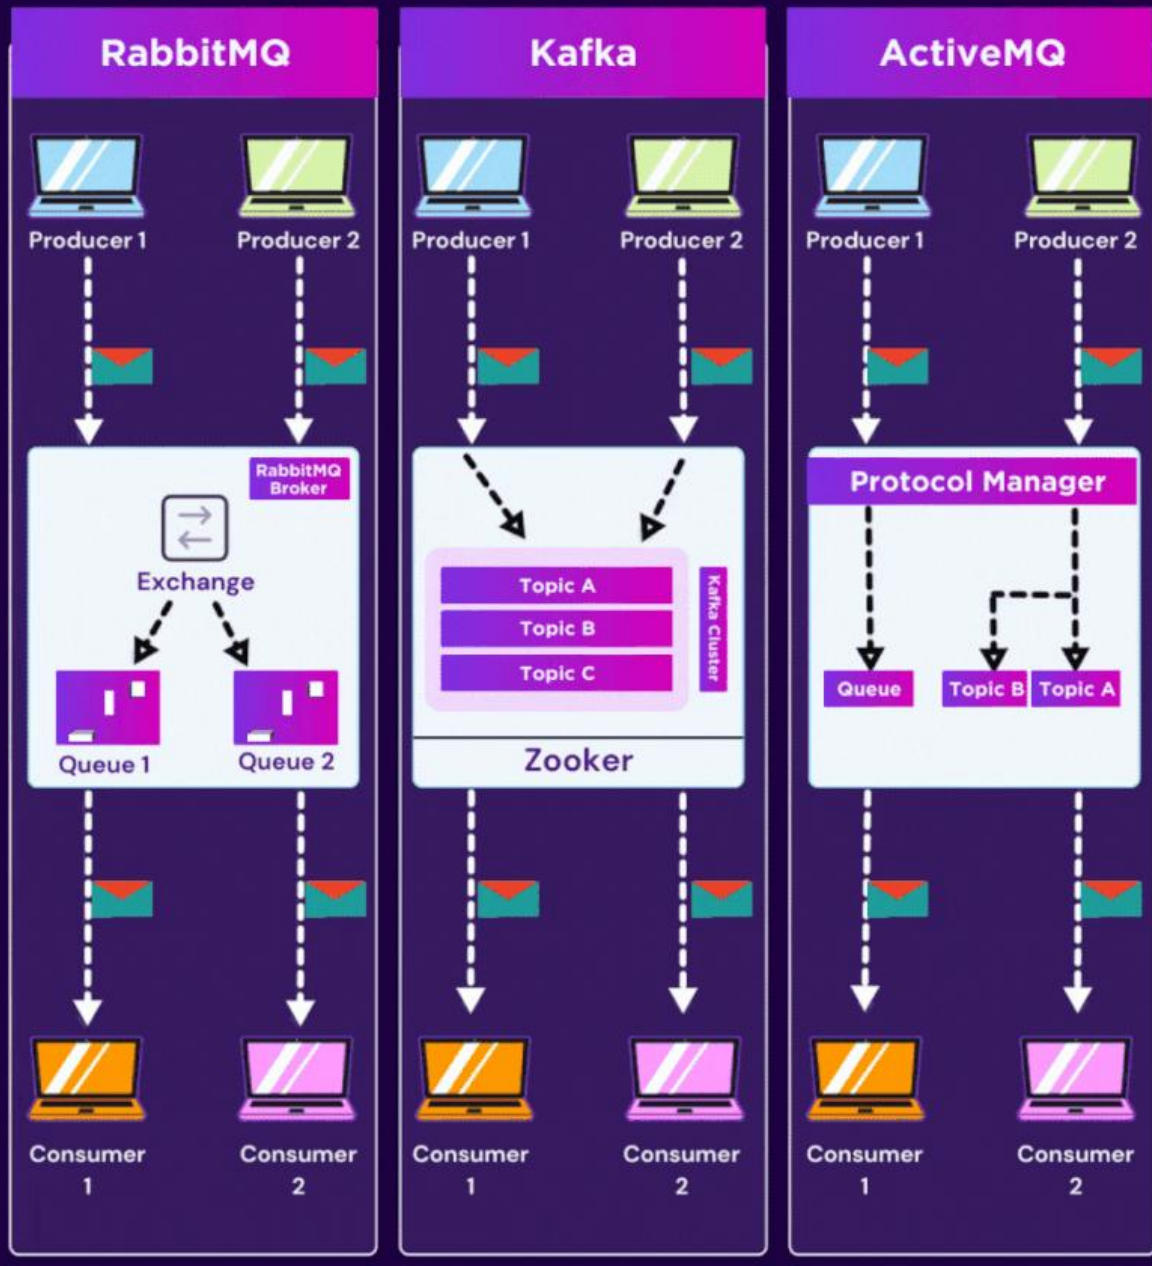 RabbitMQ
Producer 1
Producer 2
RabbitMQ
Broker
Exchange
Queue 1
Queue 2
Consumer
1
Consumer
2
Kafka
Producer 1
Producer 2
Topic A
Topic B
Topic C
Kafka Cluster
Zooker
Consumer
1
Consumer
2
ActiveMQ
Producer 1
Producer 2
Protocol Manager
Queue
Topic B
Topic A
Consumer
1
Consumer
2